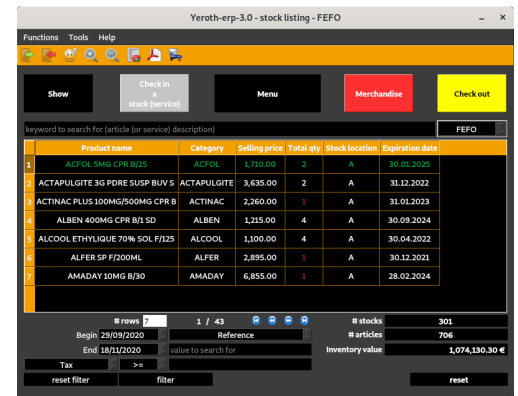 Yeroth-erp-3.0 - stock listing - FEFO
Functions Tools Help
Show
Check in
a
stock (service)
Menu
Merchandise
Check out
keyword to search for (article (or service) description)
FEFO
Product name Category Selling price Total qty Stock location Expiration date
1 ACFOL 5MG CPR B/25 ACFOL 1,710.00 2 A 30.01.2025
2 ACTAPULGITE 3G PDRE SUSP BUV S ACTAPULGITE 3,635.00 2 A 31.12.2022
3 ACTINAC PLUS 100MG/500MG CPR B ACTINAC 2,260.00 1 A 31.01.2023
4 ALBEN 400MG CPR B/1 SD ALBEN 1,215.00 4 A 30.09.2024
5 ALCOOL ETHYLIQUE 70% SOL F/125 ALCOOL 1,100.00 4 A 30.04.2022
6 ALFER SP F/200ML ALFER 2,895.00 1 A 30.12.2021
7 AMADAY 10MG B/30 AMADAY 6,855.00 1 A 28.02.2024
# rows 7 1 / 43 # stocks 301
Begin 29/09/2020 Reference # articles 706
End 18/11/2020 value to search for Inventory value 1,074,130.30 €
Tax >=
reset filter filter reset